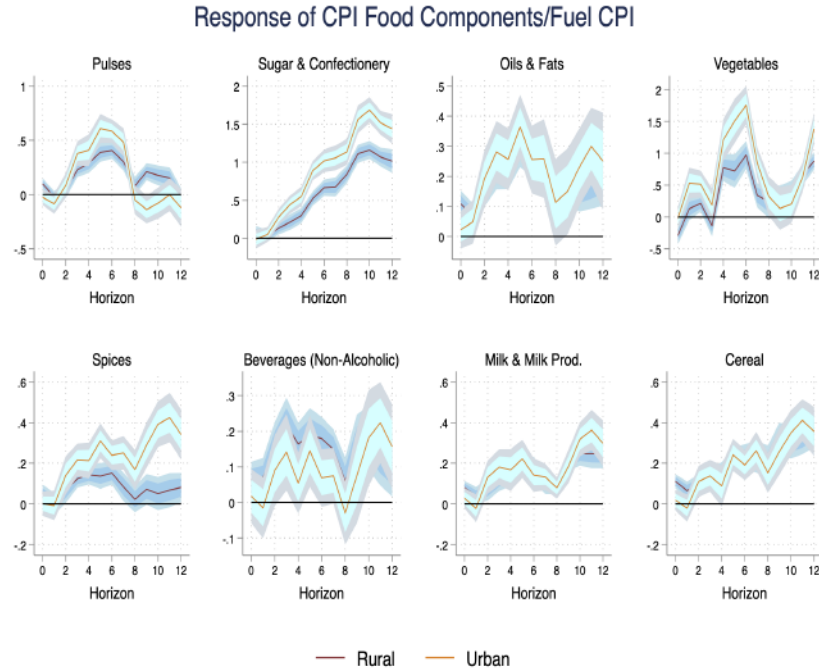 Response of CPI Food Components/Fuel CPI
Pulses
1
.5
0
-.5
0 2 4 6 8 10 12
Horizon
Sugar & Confectionery
2
1.5
1
.5
0
0 2 4 6 8 10 12
Horizon
Oils & Fats
.5
.4
.3
.2
.1
0
0 2 4 6 8 10 12
Horizon
Vegetables
2
1.5
1
.5
0
-.5
0 2 4 6 8 10 12
Horizon
Spices
.6
.4
.2
0
-.2
0 2 4 6 8 10 12
Horizon
Beverages (Non-Alcoholic)
.3
.2
.1
0
-.1
0 2 4 6 8 10 12
Horizon
Milk & Milk Prod.
.6
.4
.2
0
-.2
0 2 4 6 8 10 12
Horizon
Cereal
.6
.4
.2
0
-.2
0 2 4 6 8 10 12
Horizon
Rural Urban